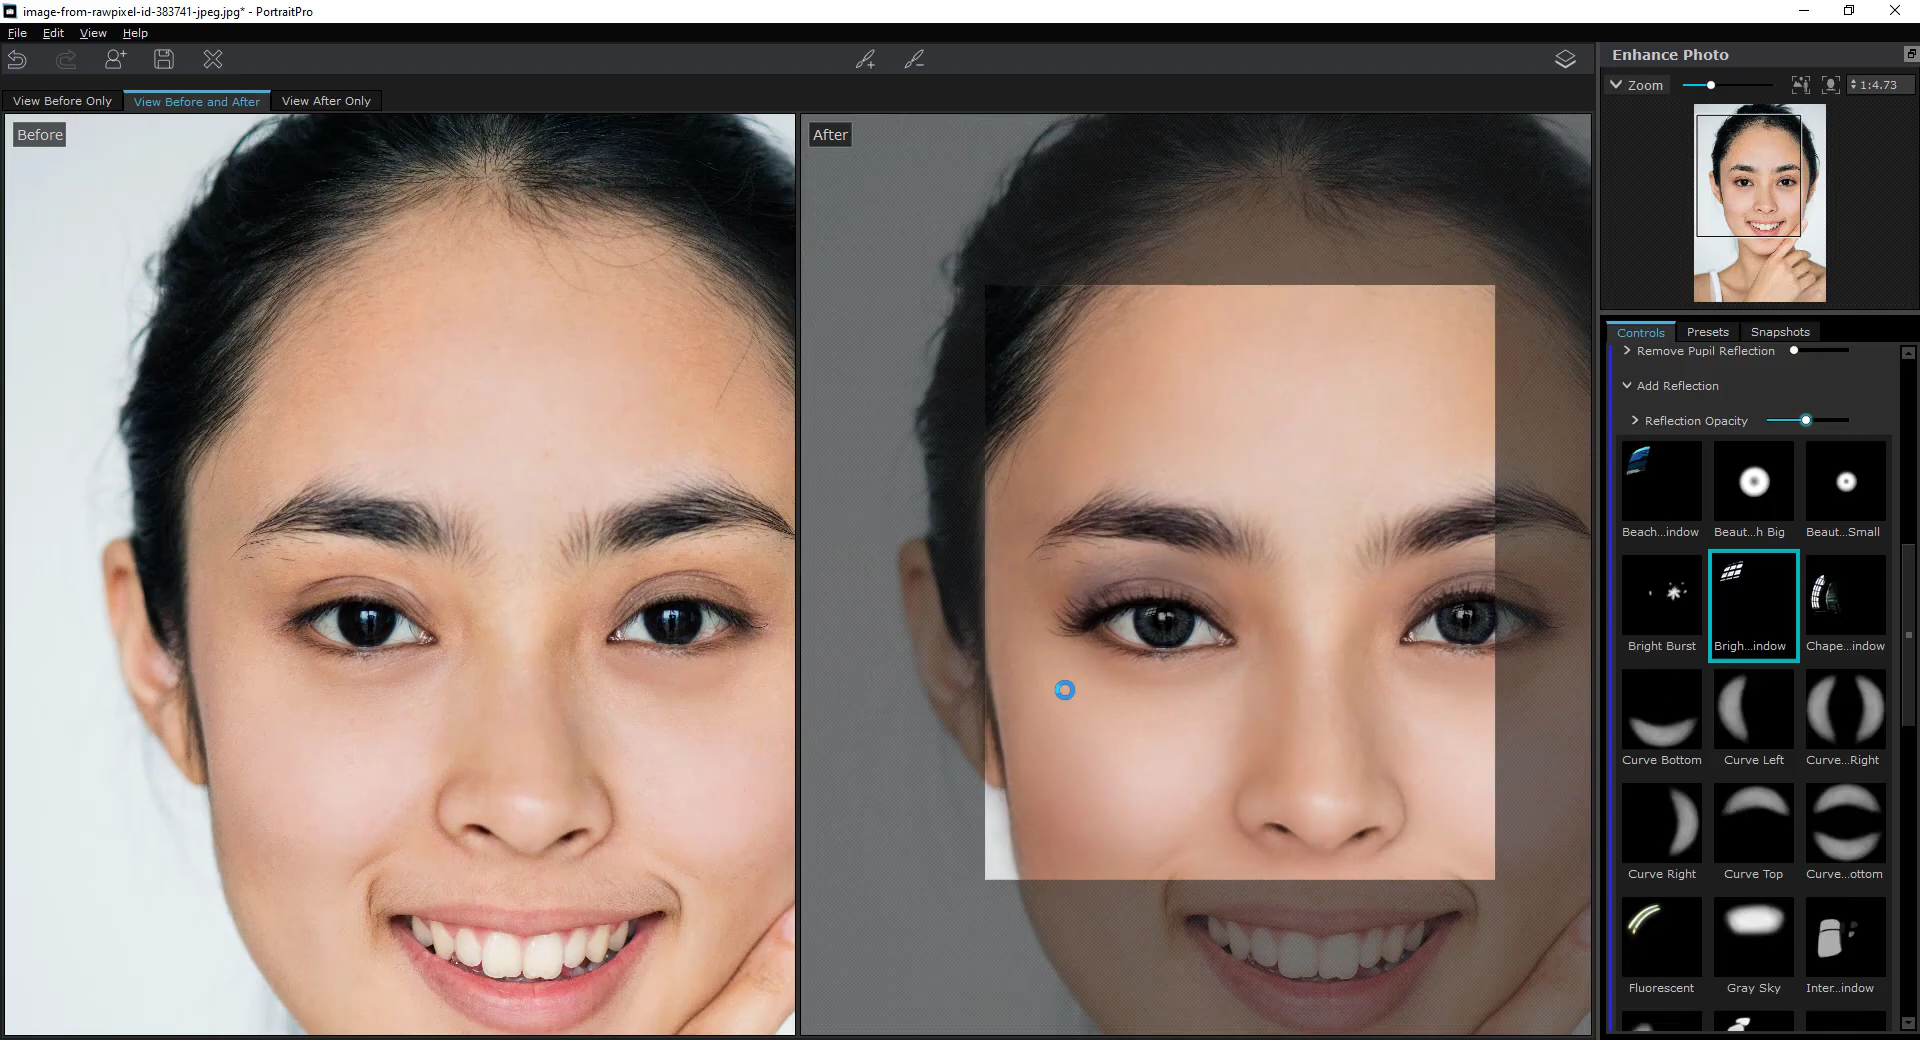 image-from-rawpixel-id-383741-jpeg.jpg* - PortraitPro
File Edit View Help
View Before Only View Before and After View After Only
Before
After
Enhance Photo
Zoom 1:4.73
Controls Presets Snapshots
Remove Pupil Reflection
Add Reflection
Reflection Opacity
Beach...indow Beaut...h Big Beaut...Small
Bright Burst Brigh...indow Chape...indow
Curve Bottom Curve Left Curve...Right
Curve Right Curve Top Curve...ottom
Fluorescent Gray Sky Inter...indow